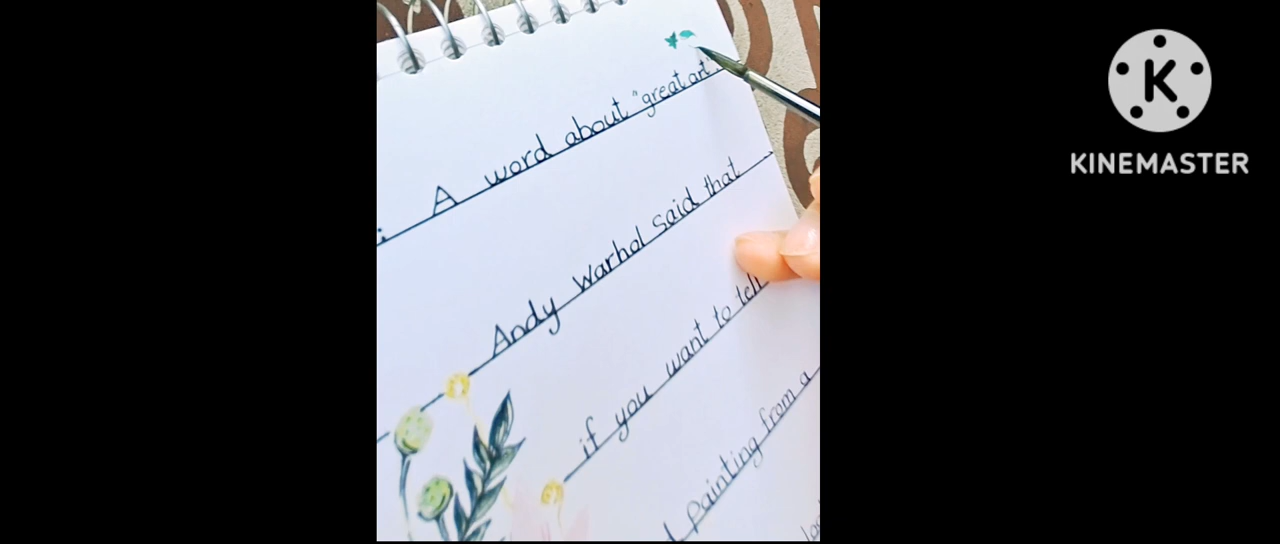 A word about "great art".
Andy Warhol said that
if you want to tell
painting from a
KINEMASTER